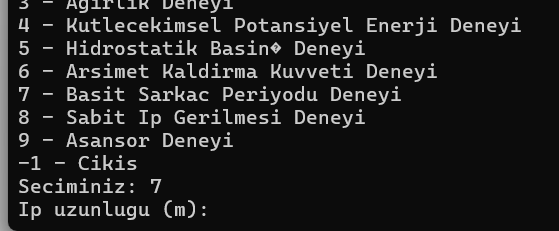 3 - Agirlik Deneyi
4 - Kutlecekimsel Potansiyel Enerji Deneyi
5 - Hidrostatik Basin� Deneyi
6 - Arsimet Kaldirma Kuvveti Deneyi
7 - Basit Sarkac Periyodu Deneyi
8 - Sabit Ip Gerilmesi Deneyi
9 - Asansor Deneyi
-1 - Cikis
Seciminiz: 7
Ip uzunlugu (m):